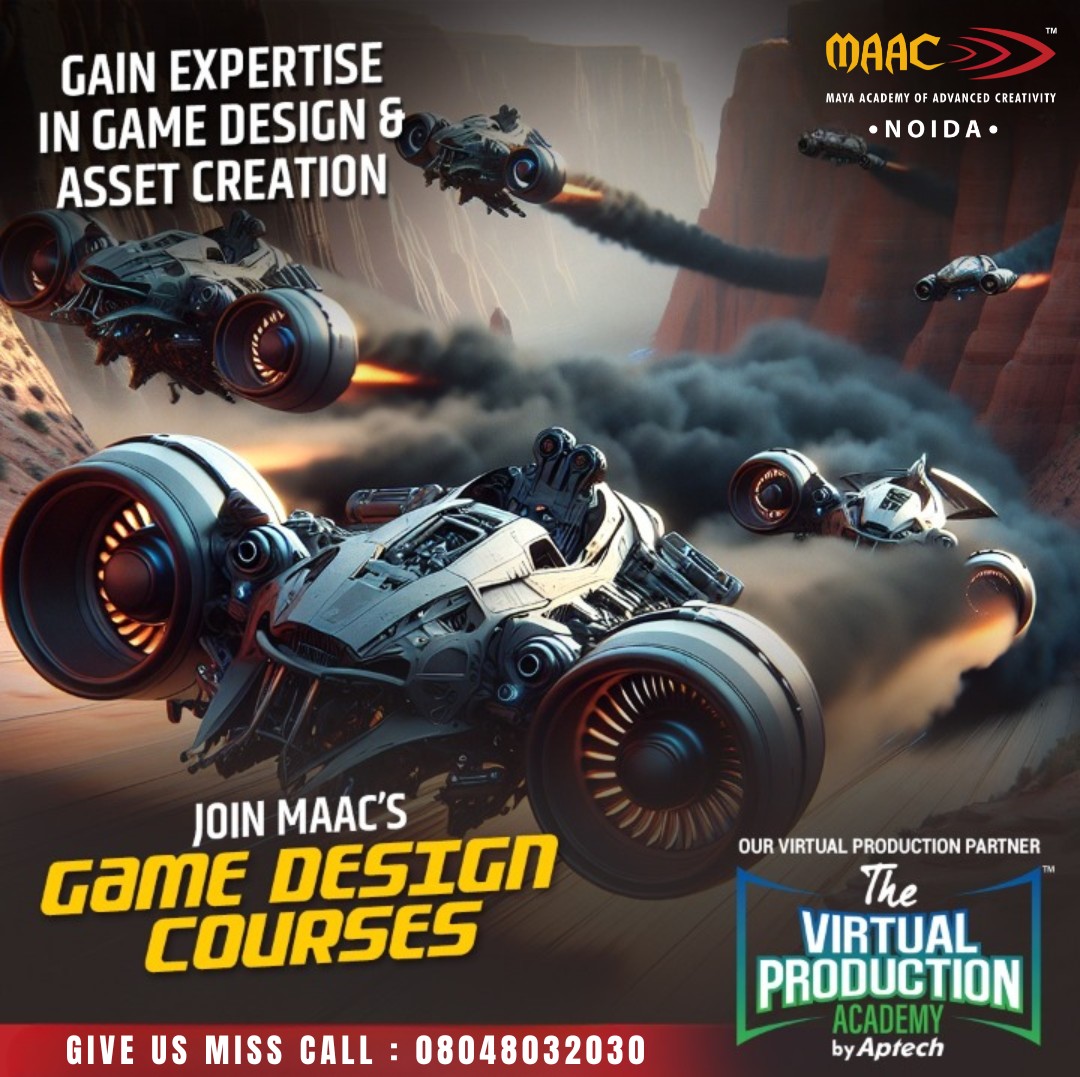 GAIN EXPERTISE
IN GAME DESIGN &
ASSET CREATION
MAAC TM
MAYA ACADEMY OF ADVANCED CREATIVITY
•NOIDA•
JOIN MAAC'S
GAME DESIGN
COURSES
OUR VIRTUAL PRODUCTION PARTNER
The TM
VIRTUAL
PRODUCTION
ACADEMY
by Aptech
GIVE US MISS CALL : 08048032030